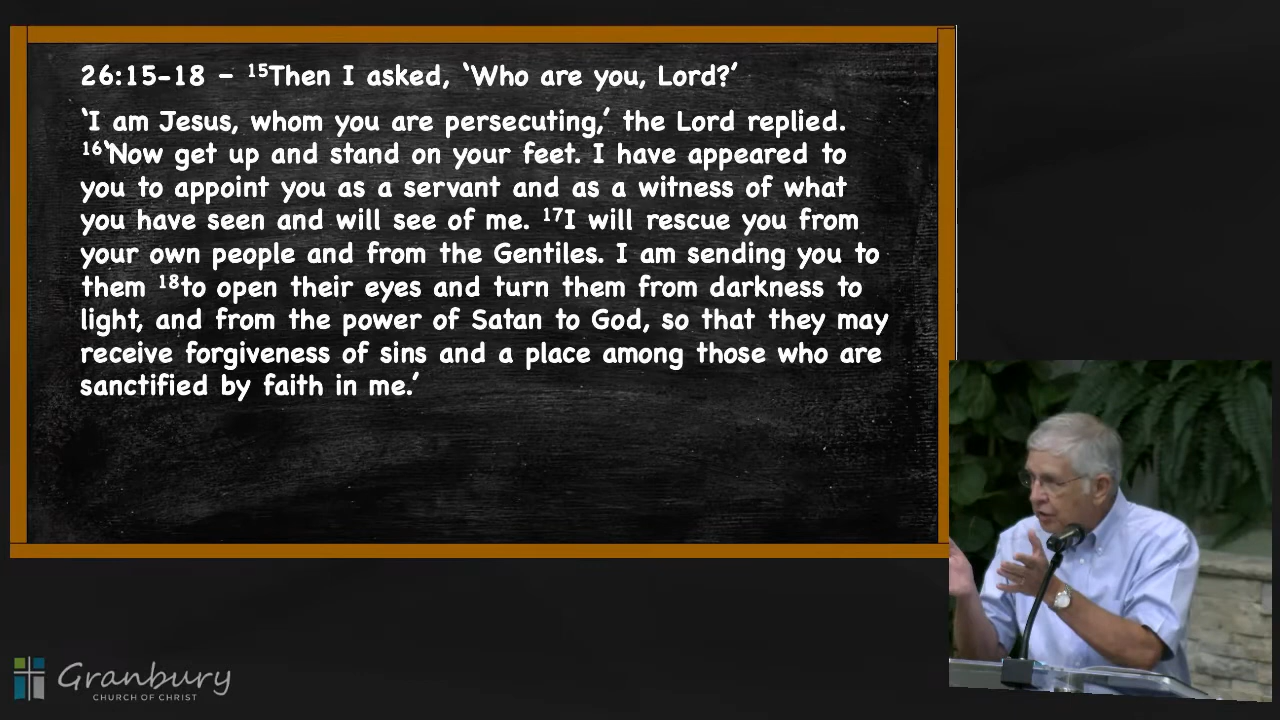 26:15-18 – ¹⁵Then I asked, ‘Who are you, Lord?’
‘I am Jesus, whom you are persecuting,’ the Lord replied.
¹⁶‘Now get up and stand on your feet. I have appeared to
you to appoint you as a servant and as a witness of what
you have seen and will see of me. ¹⁷I will rescue you from
your own people and from the Gentiles. I am sending you to
them ¹⁸to open their eyes and turn them from darkness to
light, and from the power of Satan to God, so that they may
receive forgiveness of sins and a place among those who are
sanctified by faith in me.’
Granbury
CHURCH OF CHRIST